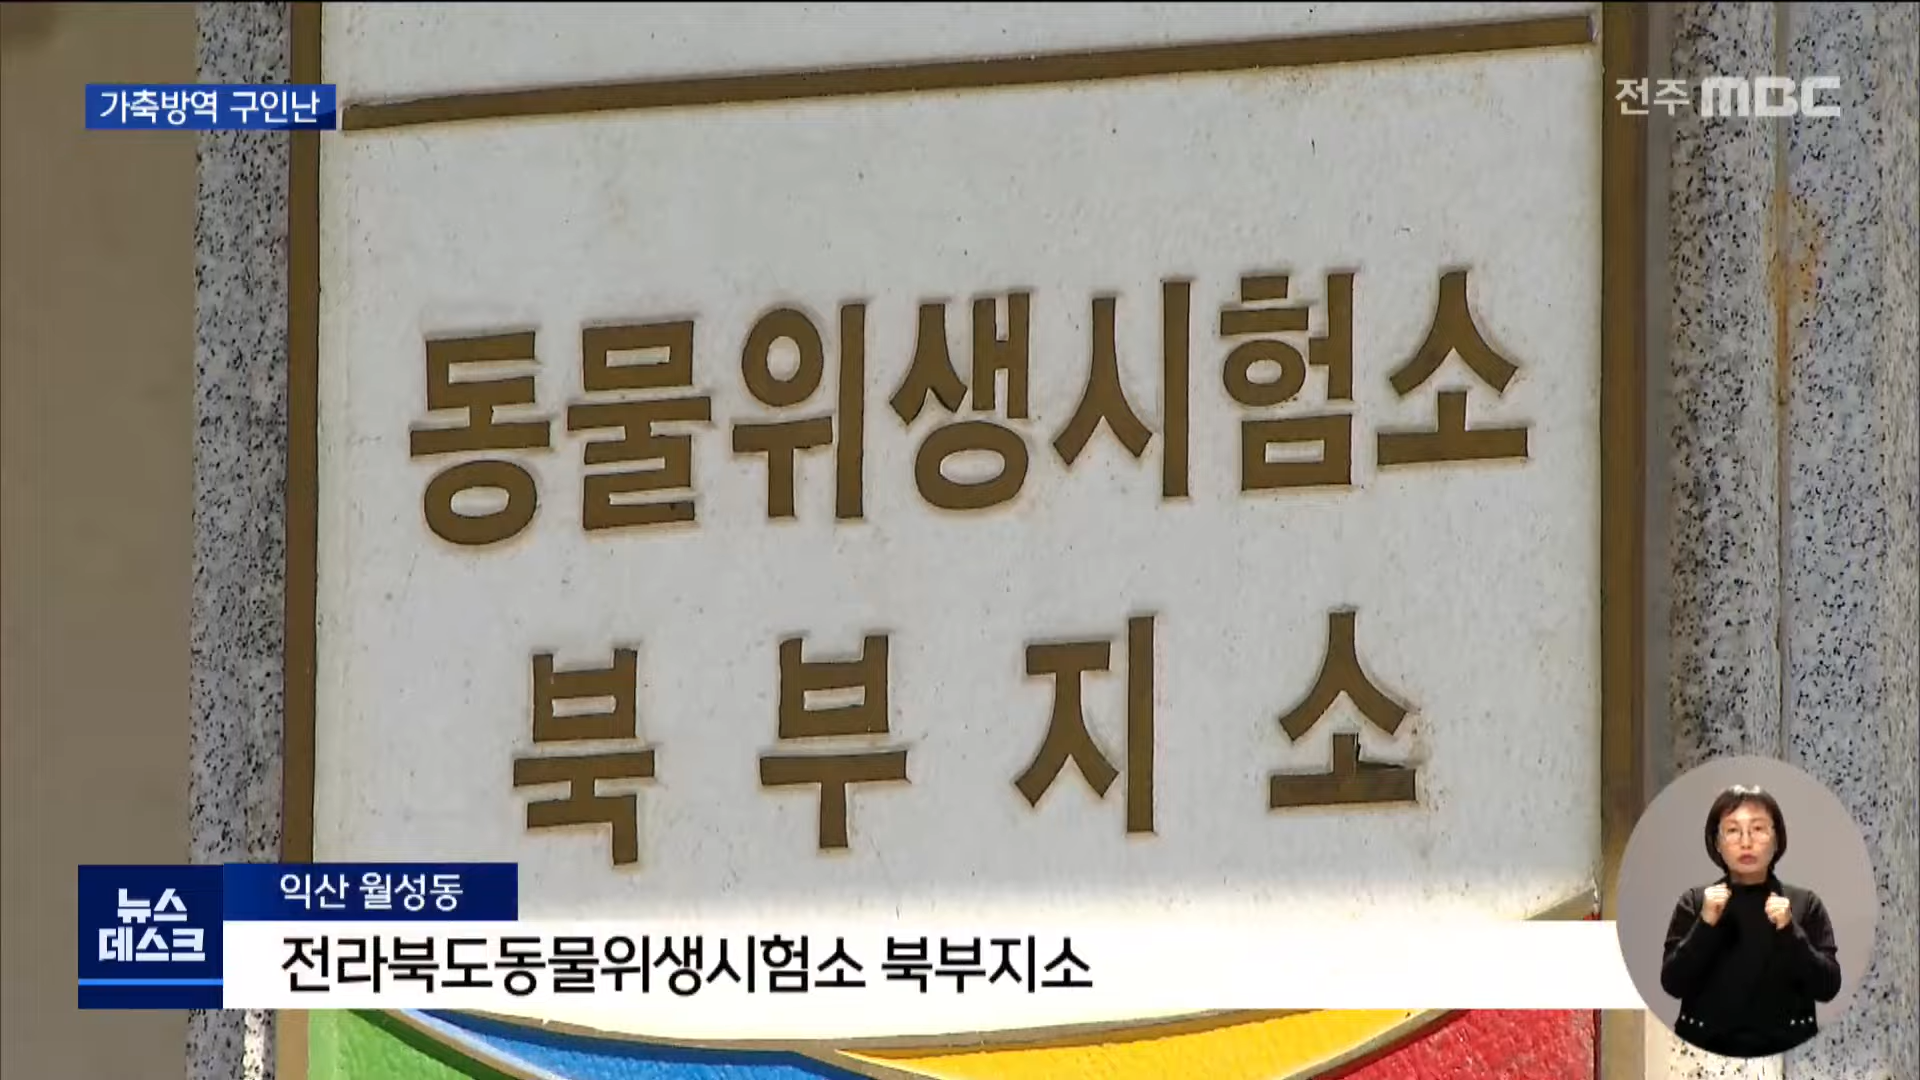 가축방역 구인난
전주 MBC
동물위생시험소
북부지소
뉴스
데스크
익산 월성동
전라북도동물위생시험소 북부지소